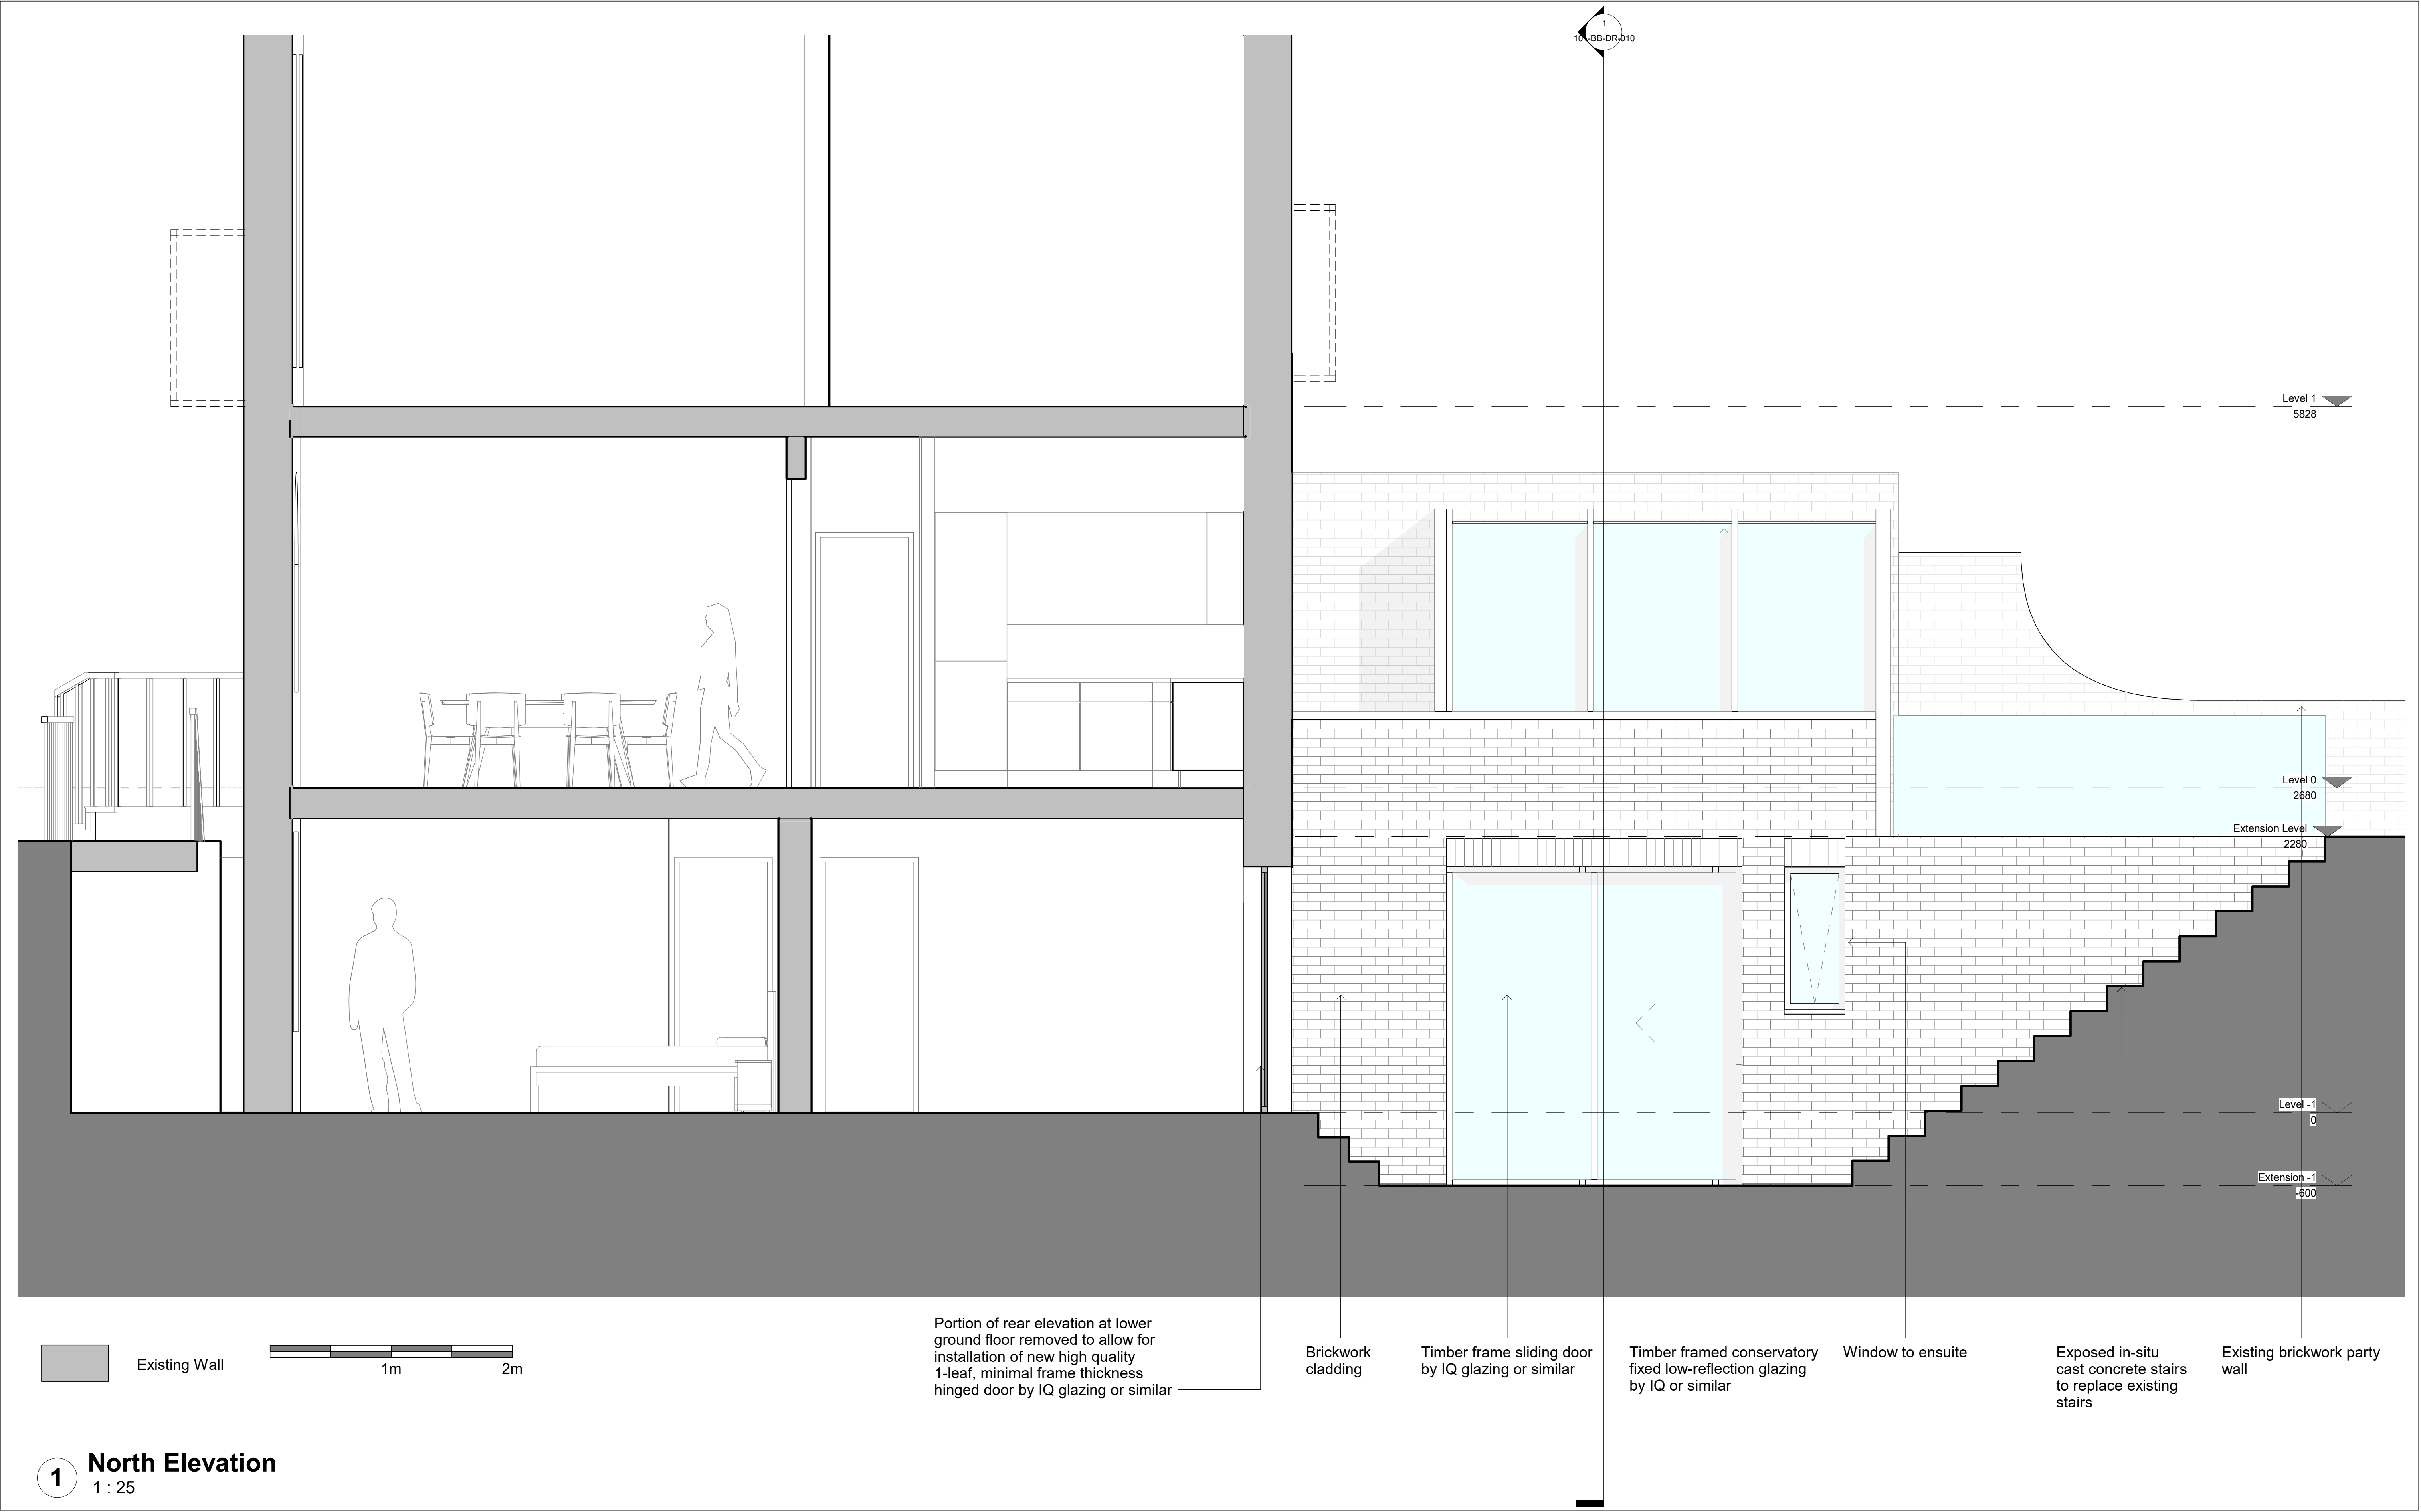 1
101-BB-DR-010
Level 1
5828
Level 0
2680
Extension Level
2280
Level -1
0
Extension -1
-600
Portion of rear elevation at lower
ground floor removed to allow for
installation of new high quality
1-leaf, minimal frame thickness
hinged door by IQ glazing or similar
Brickwork
cladding
Timber frame sliding door
by IQ glazing or similar
Timber framed conservatory
fixed low-reflection glazing
by IQ or similar
Window to ensuite
Exposed in-situ
cast concrete stairs
to replace existing
stairs
Existing brickwork party
wall
Existing Wall
1m
2m
1
North Elevation
1 : 25